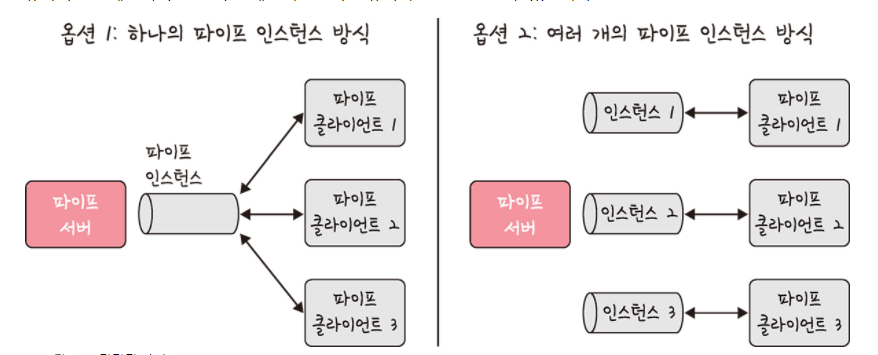 옵션 1: 하나의 파이프 인스턴스 방식
파이프
인스턴스
파이프
서버
파이프
클라이언트 1
파이프
클라이언트 2
파이프
클라이언트 3
옵션 2: 여러 개의 파이프 인스턴스 방식
파이프
서버
인스턴스 1
파이프
클라이언트 1
인스턴스 2
파이프
클라이언트 2
인스턴스 3
파이프
클라이언트 3